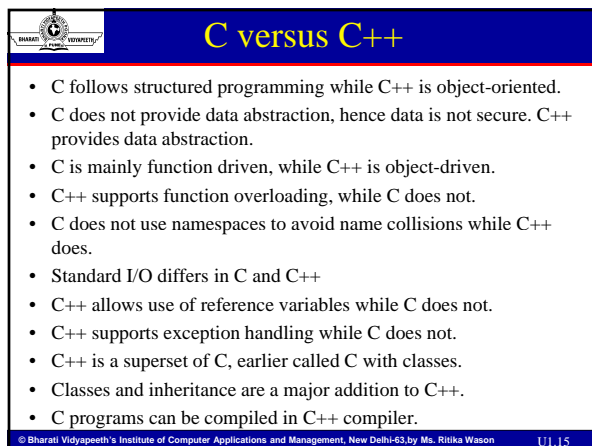 BHARATI VIDYAPEETH
PUNE
C versus C++
• C follows structured programming while C++ is object-oriented.
• C does not provide data abstraction, hence data is not secure. C++
provides data abstraction.
• C is mainly function driven, while C++ is object-driven.
• C++ supports function overloading, while C does not.
• C does not use namespaces to avoid name collisions while C++
does.
• Standard I/O differs in C and C++
• C++ allows use of reference variables while C does not.
• C++ supports exception handling while C does not.
• C++ is a superset of C, earlier called C with classes.
• Classes and inheritance are a major addition to C++.
• C programs can be compiled in C++ compiler.
© Bharati Vidyapeeth's Institute of Computer Applications and Management, New Delhi-63,by Ms. Ritika Wason U1.15